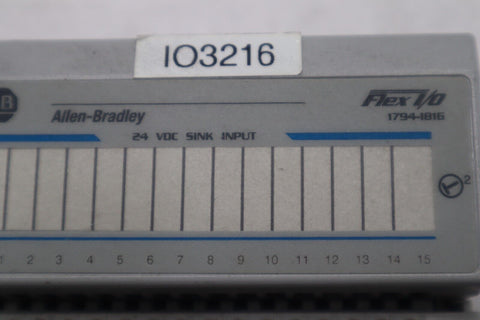 IO3216
B
Allen-Bradley
Flex I/O
1794-IB16
24 VDC SINK INPUT
2
1 2 3 4 5 6 7 8 9 10 11 12 13 14 15